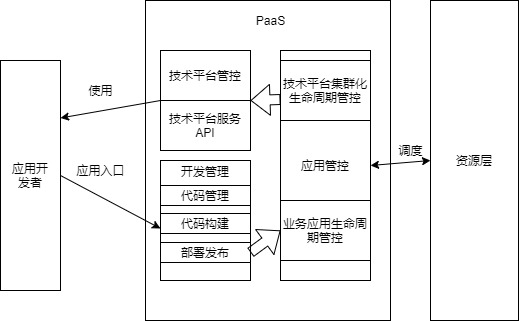 PaaS
技术平台管控
技术平台集群化
生命周期管控
使用
技术平台服务
API
应用开
发者
应用入口
开发管理
应用管控
调度
资源层
代码管理
代码构建
业务应用生命周
期管控
部署发布